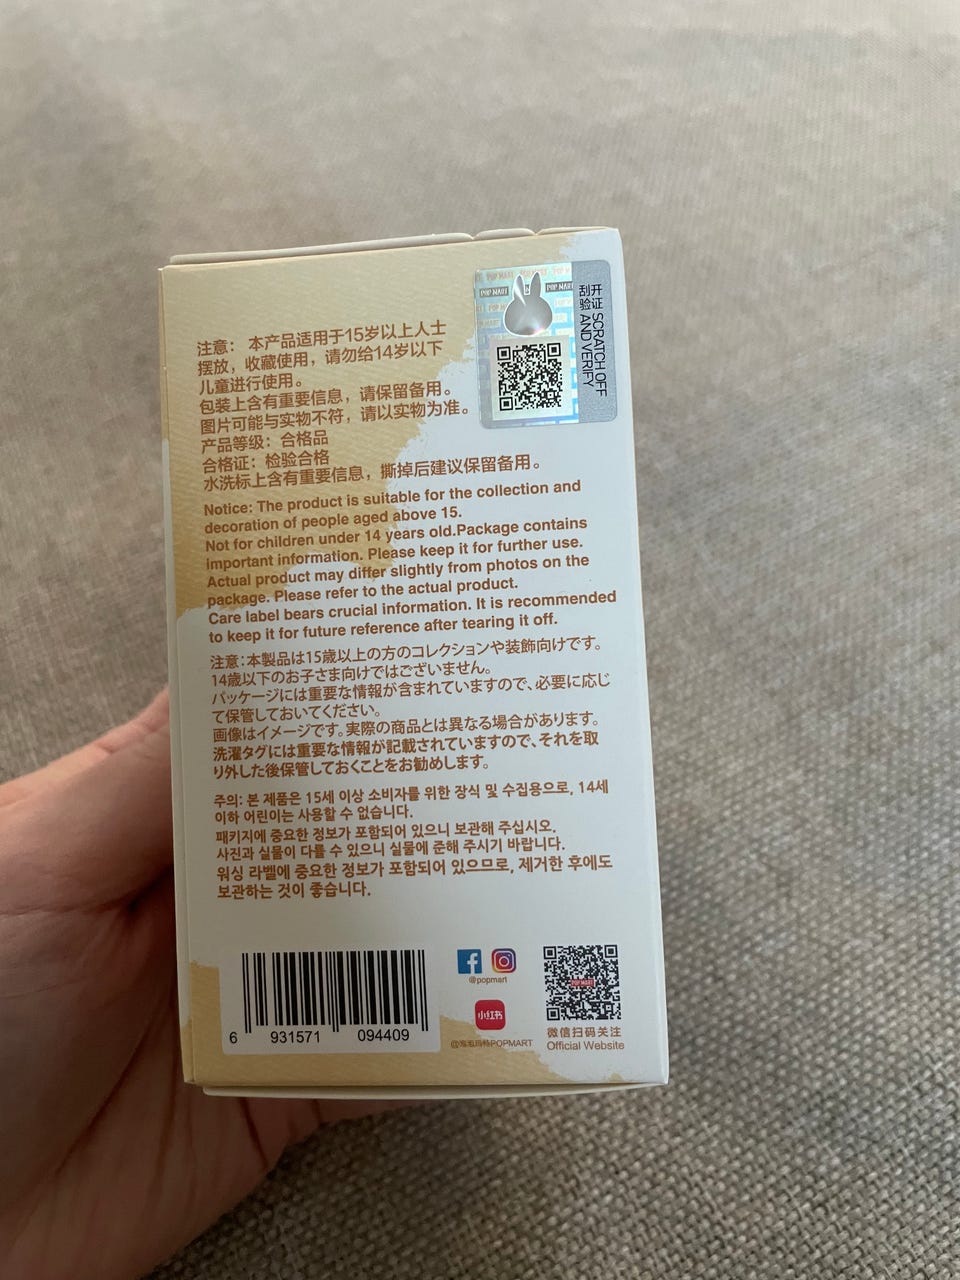 POP MART
POP MART
开 证 SCRATCH OFF
刮 验 AND VERIFY
注意： 本产品适用于15岁以上人士
摆放，收藏使用，请勿给14岁以下
儿童进行使用。
包装上含有重要信息，请保留备用。
图片可能与实物不符，请以实物为准。
产品等级：合格品
合格证：检验合格
水洗标上含有重要信息，撕掉后建议保留备用。
Notice: The product is suitable for the collection and
decoration of people aged above 15.
Not for children under 14 years old.Package contains
important information. Please keep it for further use.
Actual product may differ slightly from photos on the
package. Please refer to the actual product.
Care label bears crucial information. It is recommended
to keep it for future reference after tearing it off.
注意：本製品は15歳以上の方のコレクションや装飾向けです。
14歳以下のお子さま向けではございません。
パッケージには重要な情報が含まれていますので、必要に応じ
て保管しておいてください。
画像はイメージです。実際の商品とは異なる場合があります。
洗濯タグには重要な情報が記載されていますので、それを取
り外した後保管しておくことをお勧めします。
주의: 본 제품은 15세 이상 소비자를 위한 장식 및 수집용으로, 14세
이하 어린이는 사용할 수 없습니다.
패키지에 중요한 정보가 포함되어 있으니 보관해 주십시오.
사진과 실물이 다를 수 있으니 실물에 준해 주시기 바랍니다.
워싱 라벨에 중요한 정보가 포함되어 있으므로, 제거한 후에도
보관하는 것이 좋습니다.
6 931571 094409
@popmart
小红书
@泡泡玛特POPMART
POP MART
微信扫码关注
Official Website